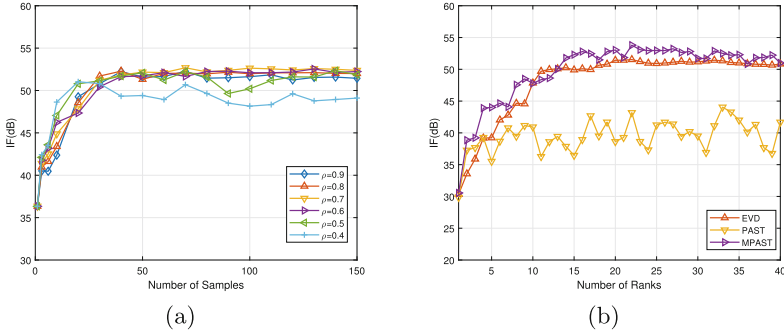 60
55
50
45
40
35
30
IF(dB)
0
50
100
150
Number of Samples
ρ=0.9
ρ=0.8
ρ=0.7
ρ=0.6
ρ=0.5
ρ=0.4
(a)
60
55
50
45
40
35
30
25
20
IF(dB)
5
10
15
20
25
30
35
40
Number of Ranks
EVD
PAST
MPAST
(b)